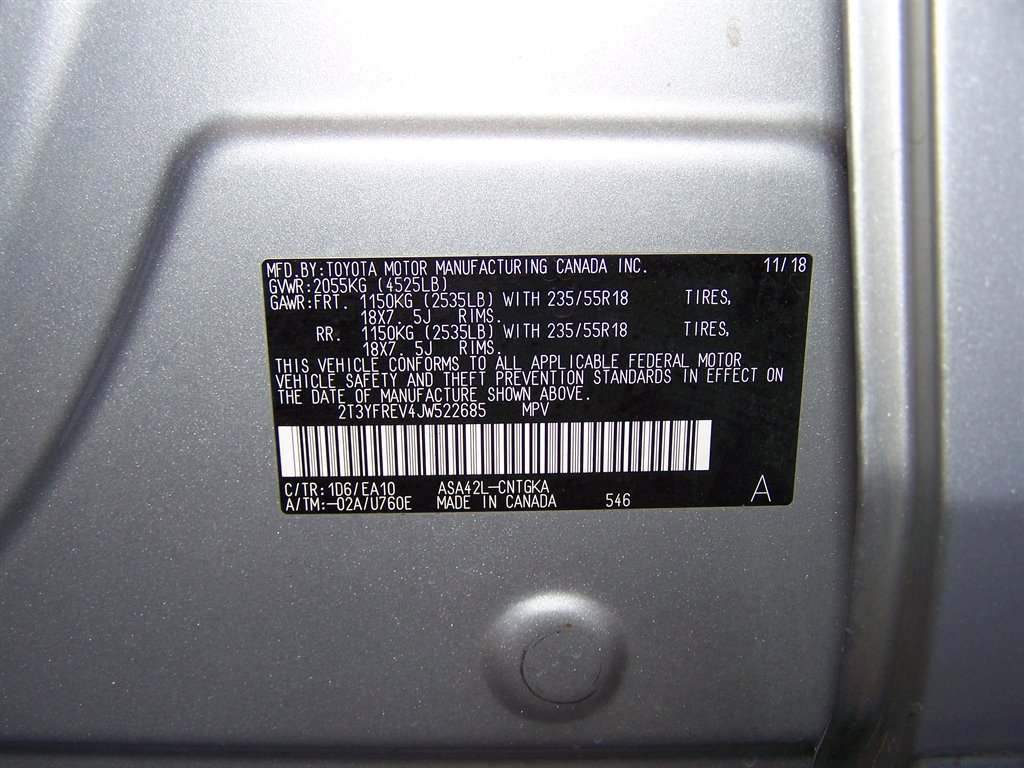 MFD.BY:TOYOTA MOTOR MANUFACTURING CANADA INC. 11/18
GVWR:2055KG (4525LB)
GAWR:FRT. 1150KG (2535LB) WITH 235/55R18 TIRES,
18X7. 5J RIMS.
RR. 1150KG (2535LB) WITH 235/55R18 TIRES,
18X7. 5J RIMS.
THIS VEHICLE CONFORMS TO ALL APPLICABLE FEDERAL MOTOR
VEHICLE SAFETY AND THEFT PREVENTION STANDARDS IN EFFECT ON
THE DATE OF MANUFACTURE SHOWN ABOVE.
2T3YFREV4JW522685 MPV
C/TR:1D6/EA10 ASA42L-CNTGKA
A/TM:-02A/U760E MADE IN CANADA 546 A